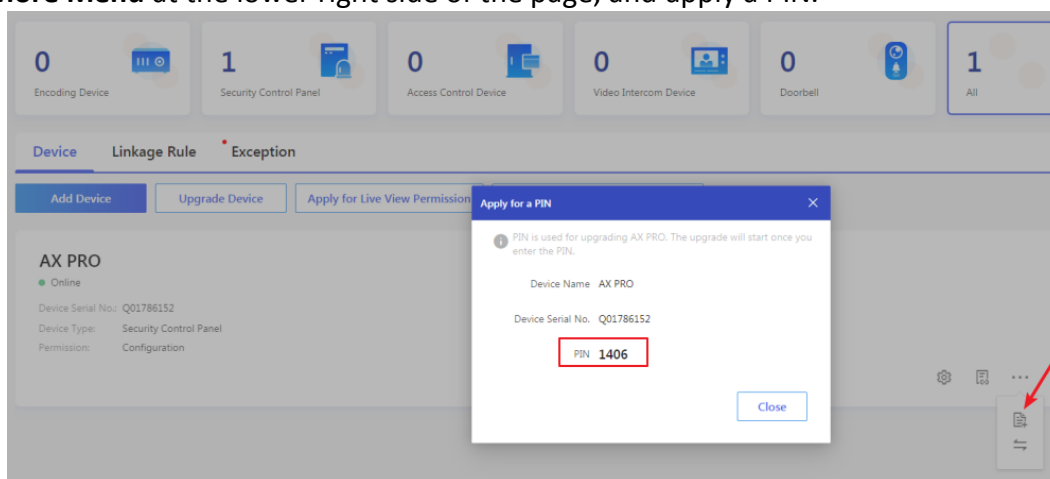 More Menu at the lower right side of the page, and apply a PIN.
0
Encoding Device
1
Security Control Panel
0
Access Control Device
0
Video Intercom Device
0
Doorbell
1
All
Device Linkage Rule Exception
Add Device Upgrade Device Apply for Live View Permission
Apply for a PIN
PIN is used for upgrading AX PRO. The upgrade will start once you
enter the PIN.
Device Name AX PRO
Device Serial No. Q01786152
PIN 1406
Close
AX PRO
Online
Device Serial No.: Q01786152
Device Type: Security Control Panel
Permission: Configuration